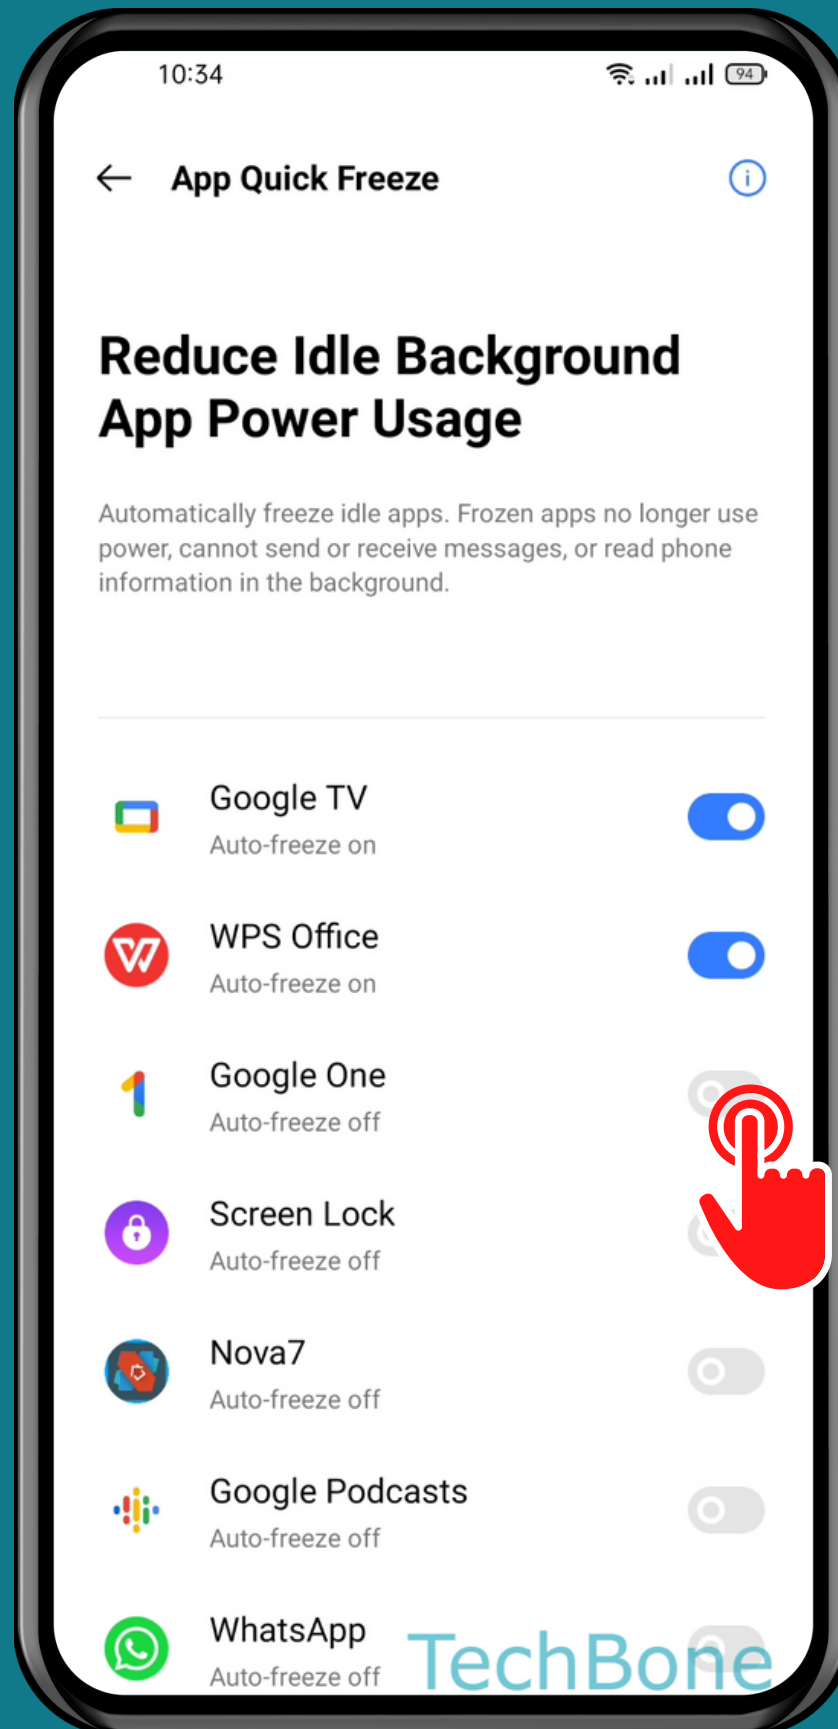 10:34
94
App Quick Freeze
Reduce Idle Background
App Power Usage
Automatically freeze idle apps. Frozen apps no longer use
power, cannot send or receive messages, or read phone
information in the background.
Google TV
Auto-freeze on
WPS Office
Auto-freeze on
Google One
Auto-freeze off
Screen Lock
Auto-freeze off
Nova7
Auto-freeze off
Google Podcasts
Auto-freeze off
WhatsApp
Auto-freeze off
TechBone